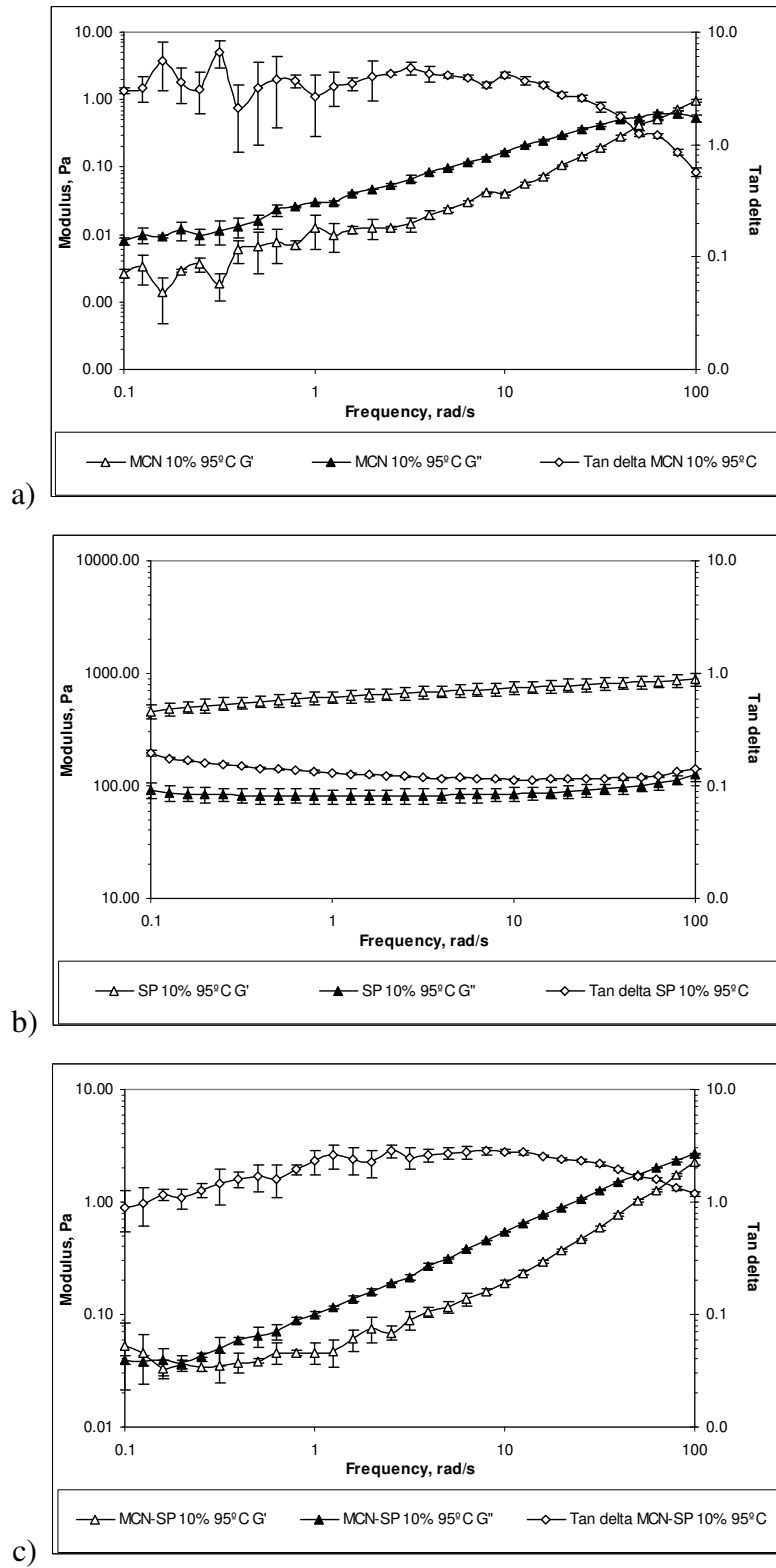 10.00
1.00
0.10
0.01
0.00
0.00
Modulus, Pa
10.0
1.0
0.1
0.0
Tan delta
0.1
1
10
100
Frequency, rad/s
MCN 10% 95ºC G'
MCN 10% 95ºC G"
Tan delta MCN 10% 95ºC
a)
10000.00
1000.00
100.00
10.00
Modulus, Pa
10.0
1.0
0.1
0.0
Tan delta
0.1
1
10
100
Frequency, rad/s
SP 10% 95ºC G'
SP 10% 95ºC G"
Tan delta SP 10% 95ºC
b)
10.00
1.00
0.10
0.01
Modulus, Pa
10.0
1.0
0.1
0.0
Tan delta
0.1
1
10
100
Frequency, rad/s
MCN-SP 10% 95ºC G'
MCN-SP 10% 95ºC G"
Tan delta MCN-SP 10% 95ºC
c)